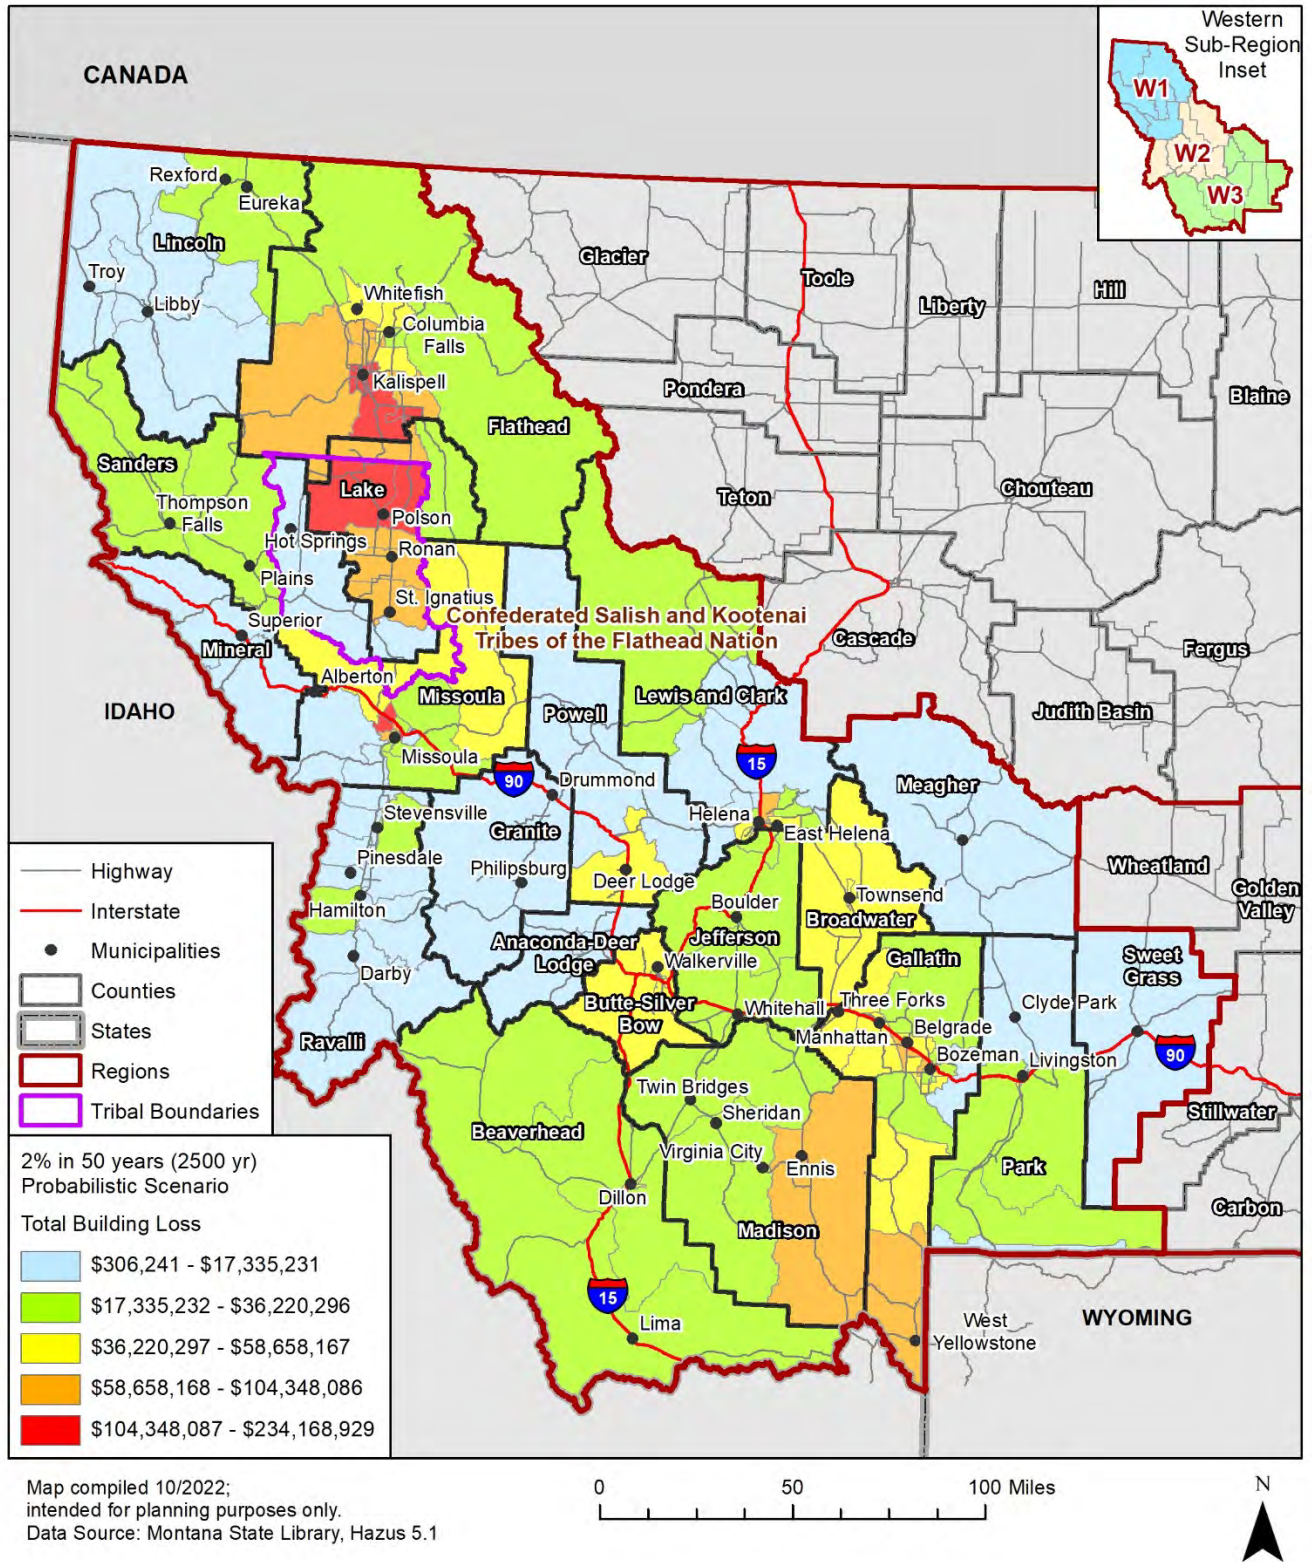 CANADA
Western
Sub-Region
Inset
W1
W2
W3
Rexford
Eureka
Lincoln
Troy
Libby
Glacier
Toole
Liberty
Hill
Whitefish
Columbia
Falls
Kalispell
Pondera
Blaine
Flathead
Sanders
Lake
Teton
Chouteau
Thompson
Falls
Polson
Hot Springs
Ronan
Plains
St. Ignatius
Superior
Confederated Salish and Kootenai
Tribes of the Flathead Nation
Cascade
Fergus
Mineral
Alberton
Missoula
Lewis and Clark
IDAHO
Powell
Judith Basin
Missoula
90
15
Drummond
Meagher
Stevensville
Helena
East Helena
Granite
Pinesdale
Philipsburg
Wheatland
Deer Lodge
Golden
Valley
Hamilton
Boulder
Townsend
Broadwater
Jefferson
Anaconda-Deer
Lodge
Walkerville
Gallatin
Sweet
Grass
Darby
Butte-Silver
Bow
Whitehall
Three Forks
Clyde Park
Ravalli
Manhattan
Belgrade
Bozeman
Livingston
90
Twin Bridges
Sheridan
Stillwater
Beaverhead
Virginia City
Ennis
Park
Dillon
Carbon
Madison
15
Lima
West
Yellowstone
WYOMING
Highway
Interstate
Municipalities
Counties
States
Regions
Tribal Boundaries
2% in 50 years (2500 yr)
Probabilistic Scenario
Total Building Loss
$306,241 - $17,335,231
$17,335,232 - $36,220,296
$36,220,297 - $58,658,167
$58,658,168 - $104,348,086
$104,348,087 - $234,168,929
Map compiled 10/2022;
intended for planning purposes only.
Data Source: Montana State Library, Hazus 5.1
0 50 100 Miles
N